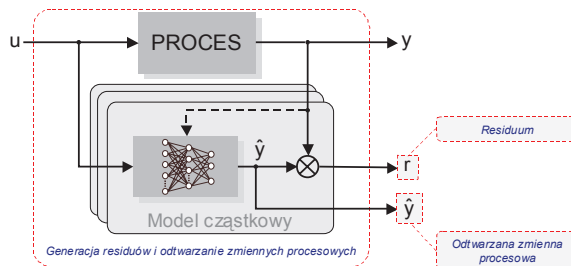 u
PROCES
y
ŷ
r
Residuum
ŷ
Model cząstkowy
Generacja residuów i odtwarzanie zmiennych procesowych
Odtwarzana zmienna
procesowa